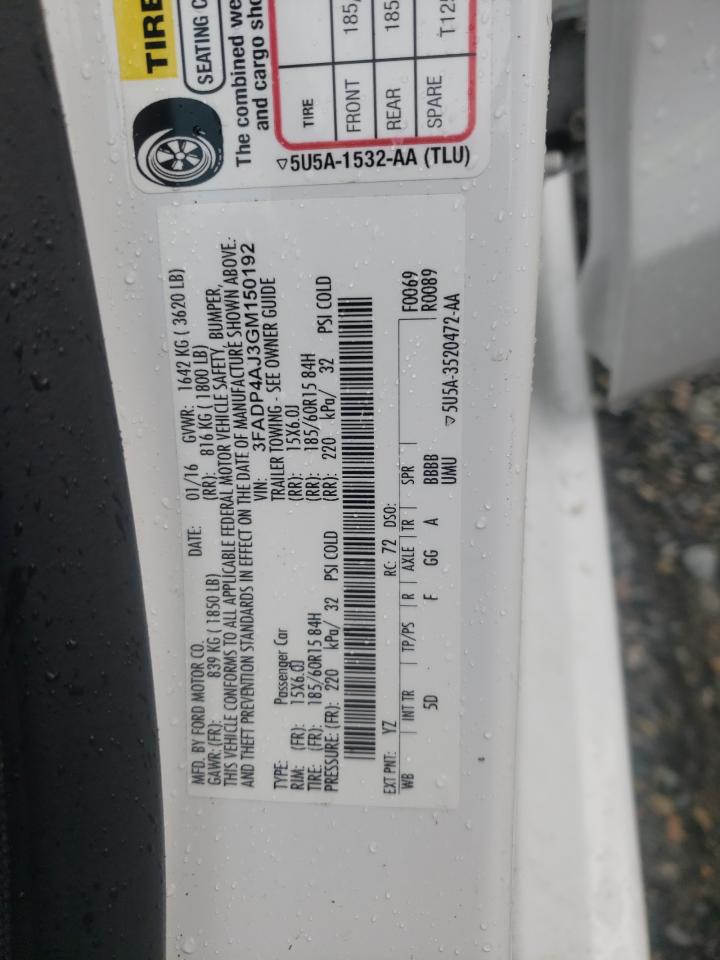 TIRE
SEATING C
The combined we
and cargo sho
TIRE
FRONT 185/
REAR 185
SPARE T125
5U5A-1532-AA (TLU)
MFD. BY FORD MOTOR CO.
DATE: 01/16 GVWR: 1642 KG ( 3620 LB)
GAWR: (FR): 839 KG ( 1850 LB) (RR): 816 KG ( 1800 LB)
THIS VEHICLE CONFORMS TO ALL APPLICABLE FEDERAL MOTOR VEHICLE SAFETY, BUMPER,
AND THEFT PREVENTION STANDARDS IN EFFECT ON THE DATE OF MANUFACTURE SHOWN ABOVE.
VIN: 3FADP4AJ3GM150192
TYPE: Passenger Car TRAILER TOWING - SEE OWNER GUIDE
RIM: (FR): 15X6.0J (RR): 15X6.0J
TIRE: (FR): 185/60R15 84H (RR): 185/60R15 84H
PRESSURE: (FR): 220 kPa/ 32 PSI COLD (RR): 220 kPa/ 32 PSI COLD
EXT PNT: YZ RC: 72 DSO: F0069
WB INT TR TP/PS R AXLE TR SPR R0089
5D F GG A BBBB
UMU
5U5A-3520472-AA